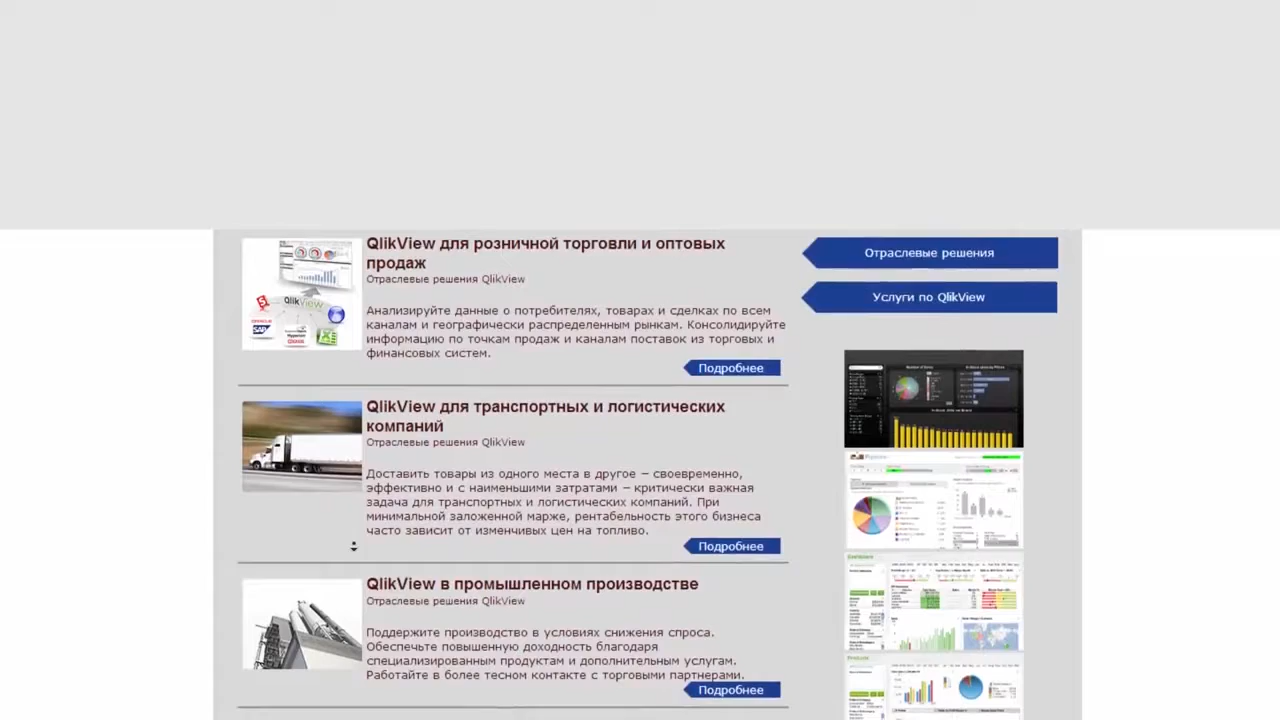 QlikView для розничной торговли и оптовых
продаж
Отраслевые решения QlikView
Анализируйте данные о потребителях, товарах и сделках по всем
каналам и географически распределенным рынкам. Консолидируйте
информацию по точкам продаж и каналам поставок из торговых и
финансовых систем.
Подробнее
QlikView
SAP
QlikView для транспортных и логистических
компаний
Отраслевые решения QlikView
Доставить товары из одного места в другое – своевременно,
эффективно и с наименьшими затратами – критически важная
задача для транспортных и логистических компаний. При
минимальной заложенной марже, рентабельность этого бизнеса
часто зависит от изменчивых цен на топливо.
Подробнее
QlikView в промышленном производстве
Отраслевые решения QlikView
Поддержите производство в условиях снижения спроса.
Обеспечьте повышенную доходность благодаря
специализированным продуктам и дополнительным услугам.
Работайте в более тесном контакте с торговыми партнерами.
Подробнее
Отраслевые решения
Услуги по QlikView